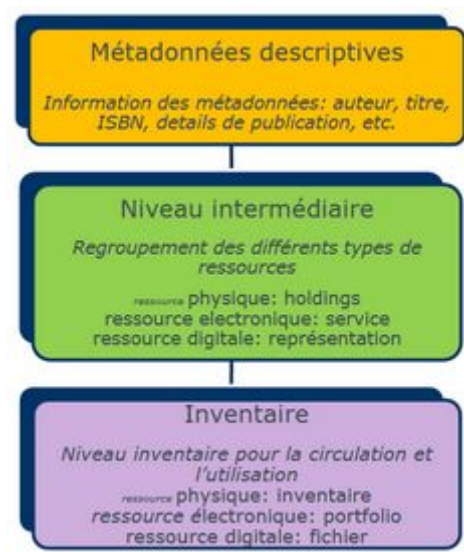 Métadonnées descriptives
Information des métadonnées: auteur, titre,
ISBN, details de publication, etc.
Niveau intermédiaire
Regroupement des différents types de
ressources
ressource physique: holdings
ressource electronique: service
ressource digitale: représentation
Inventaire
Niveau inventaire pour la circulation et
l'utilisation
ressource physique: inventaire
ressource électronique: portfolio
ressource digitale: fichier